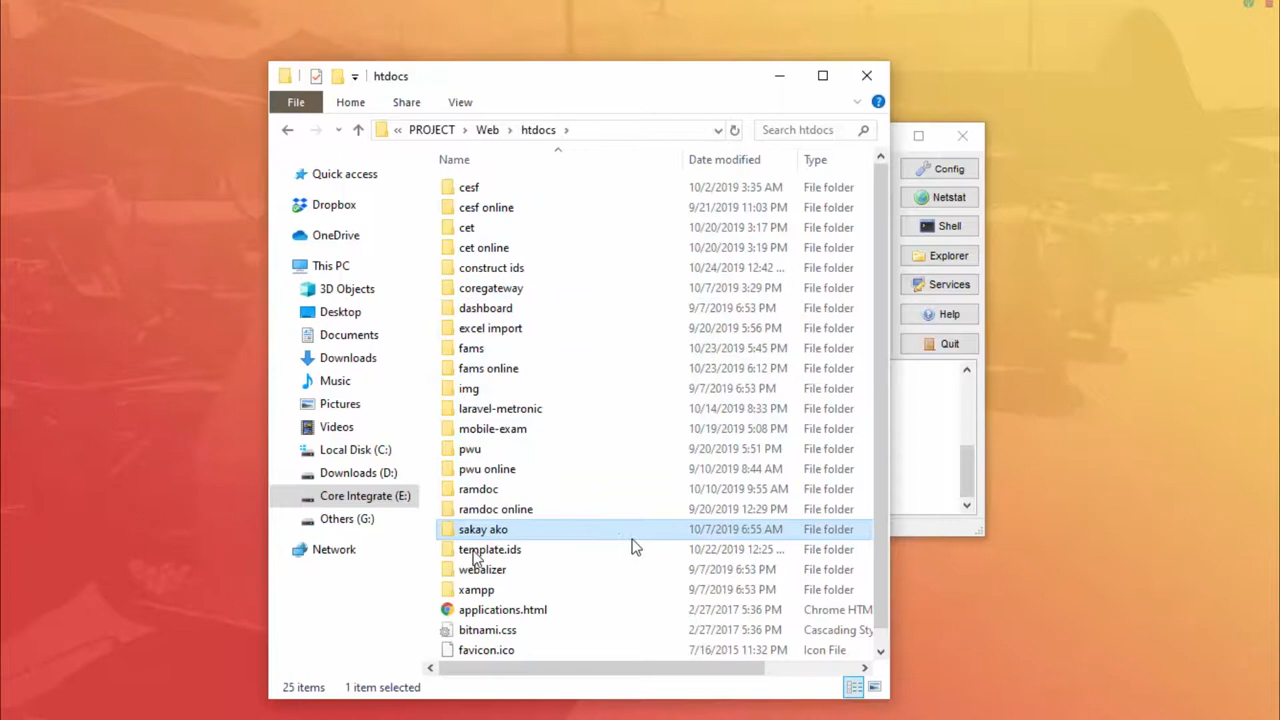 htdocs
File Home Share View
« PROJECT > Web > htdocs > Search htdocs
Name Date modified Type
Quick access
Dropbox
OneDrive
This PC
3D Objects
Desktop
Documents
Downloads
Music
Pictures
Videos
Local Disk (C:)
Downloads (D:)
Core Integrate (E:)
Others (G:)
Network
cesf 10/2/2019 3:35 AM File folder
cesf online 9/21/2019 11:03 PM File folder
cet 10/20/2019 3:17 PM File folder
cet online 10/20/2019 3:19 PM File folder
construct ids 10/24/2019 12:42 ... File folder
coregateway 10/7/2019 3:29 PM File folder
dashboard 9/7/2019 6:53 PM File folder
excel import 9/20/2019 5:56 PM File folder
fams 10/23/2019 5:45 PM File folder
fams online 10/23/2019 6:12 PM File folder
img 9/7/2019 6:53 PM File folder
laravel-metronic 10/14/2019 8:33 PM File folder
mobile-exam 10/19/2019 5:08 PM File folder
pwu 9/20/2019 5:51 PM File folder
pwu online 9/10/2019 8:44 AM File folder
ramdoc 10/10/2019 9:55 AM File folder
ramdoc online 9/20/2019 12:29 PM File folder
sakay ako 10/7/2019 6:55 AM File folder
template.ids 10/22/2019 12:25 ... File folder
webalizer 9/7/2019 6:53 PM File folder
xampp 9/7/2019 6:53 PM File folder
applications.html 2/27/2017 5:36 PM Chrome HTM
bitnami.css 2/27/2017 5:36 PM Cascading Sty
favicon.ico 7/16/2015 11:32 PM Icon File
25 items 1 item selected
Config
Netstat
Shell
Explorer
Services
Help
Quit